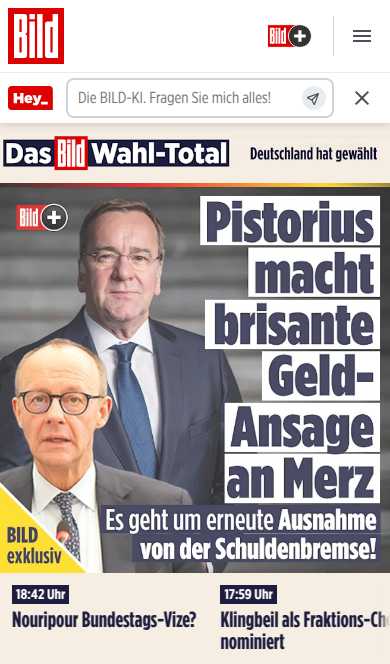 Bild
Bild+
Hey_
Die BILD-KI. Fragen Sie mich alles!
Das Bild Wahl-Total
Deutschland hat gewählt
Bild+
Pistorius
macht
brisante
Geld-
Ansage
an Merz
Es geht um erneute Ausnahme
von der Schuldenbremse!
BILD
exklusiv
18:42 Uhr
Nouripour Bundestags-Vize?
17:59 Uhr
Klingbeil als Fraktions-Che
nominiert